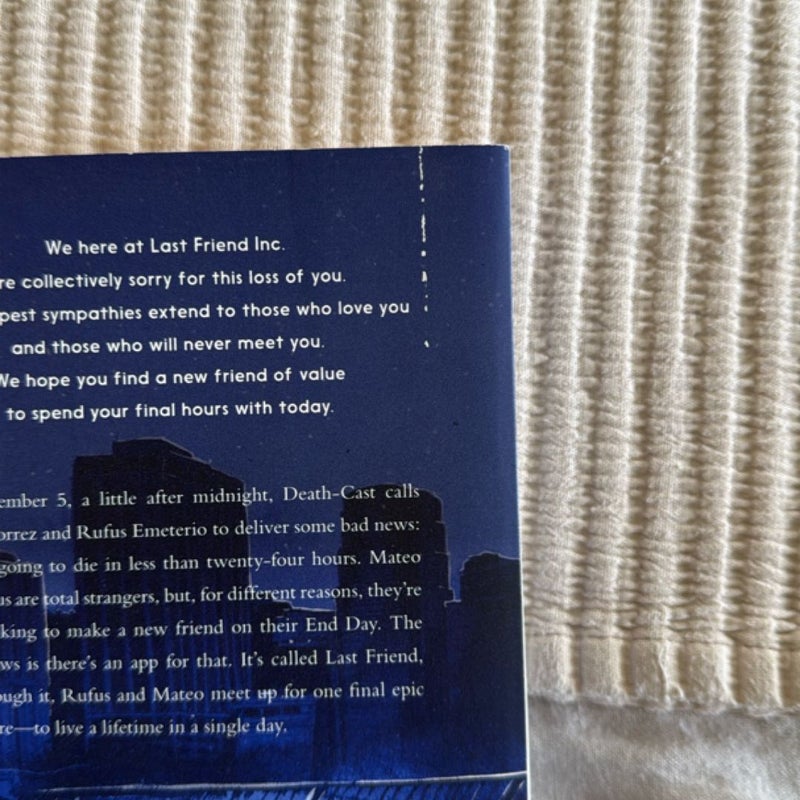 We here at Last Friend Inc.
re collectively sorry for this loss of you.
pest sympathies extend to those who love you
and those who will never meet you.
We hope you find a new friend of value
to spend your final hours with today.
ember 5, a little after midnight, Death-Cast calls
orrez and Rufus Emeterio to deliver some bad news:
going to die in less than twenty-four hours. Mateo
us are total strangers, but, for different reasons, they're
king to make a new friend on their End Day. The
ws is there's an app for that. It's called Last Friend,
ough it, Rufus and Mateo meet up for one final epic
re—to live a lifetime in a single day.